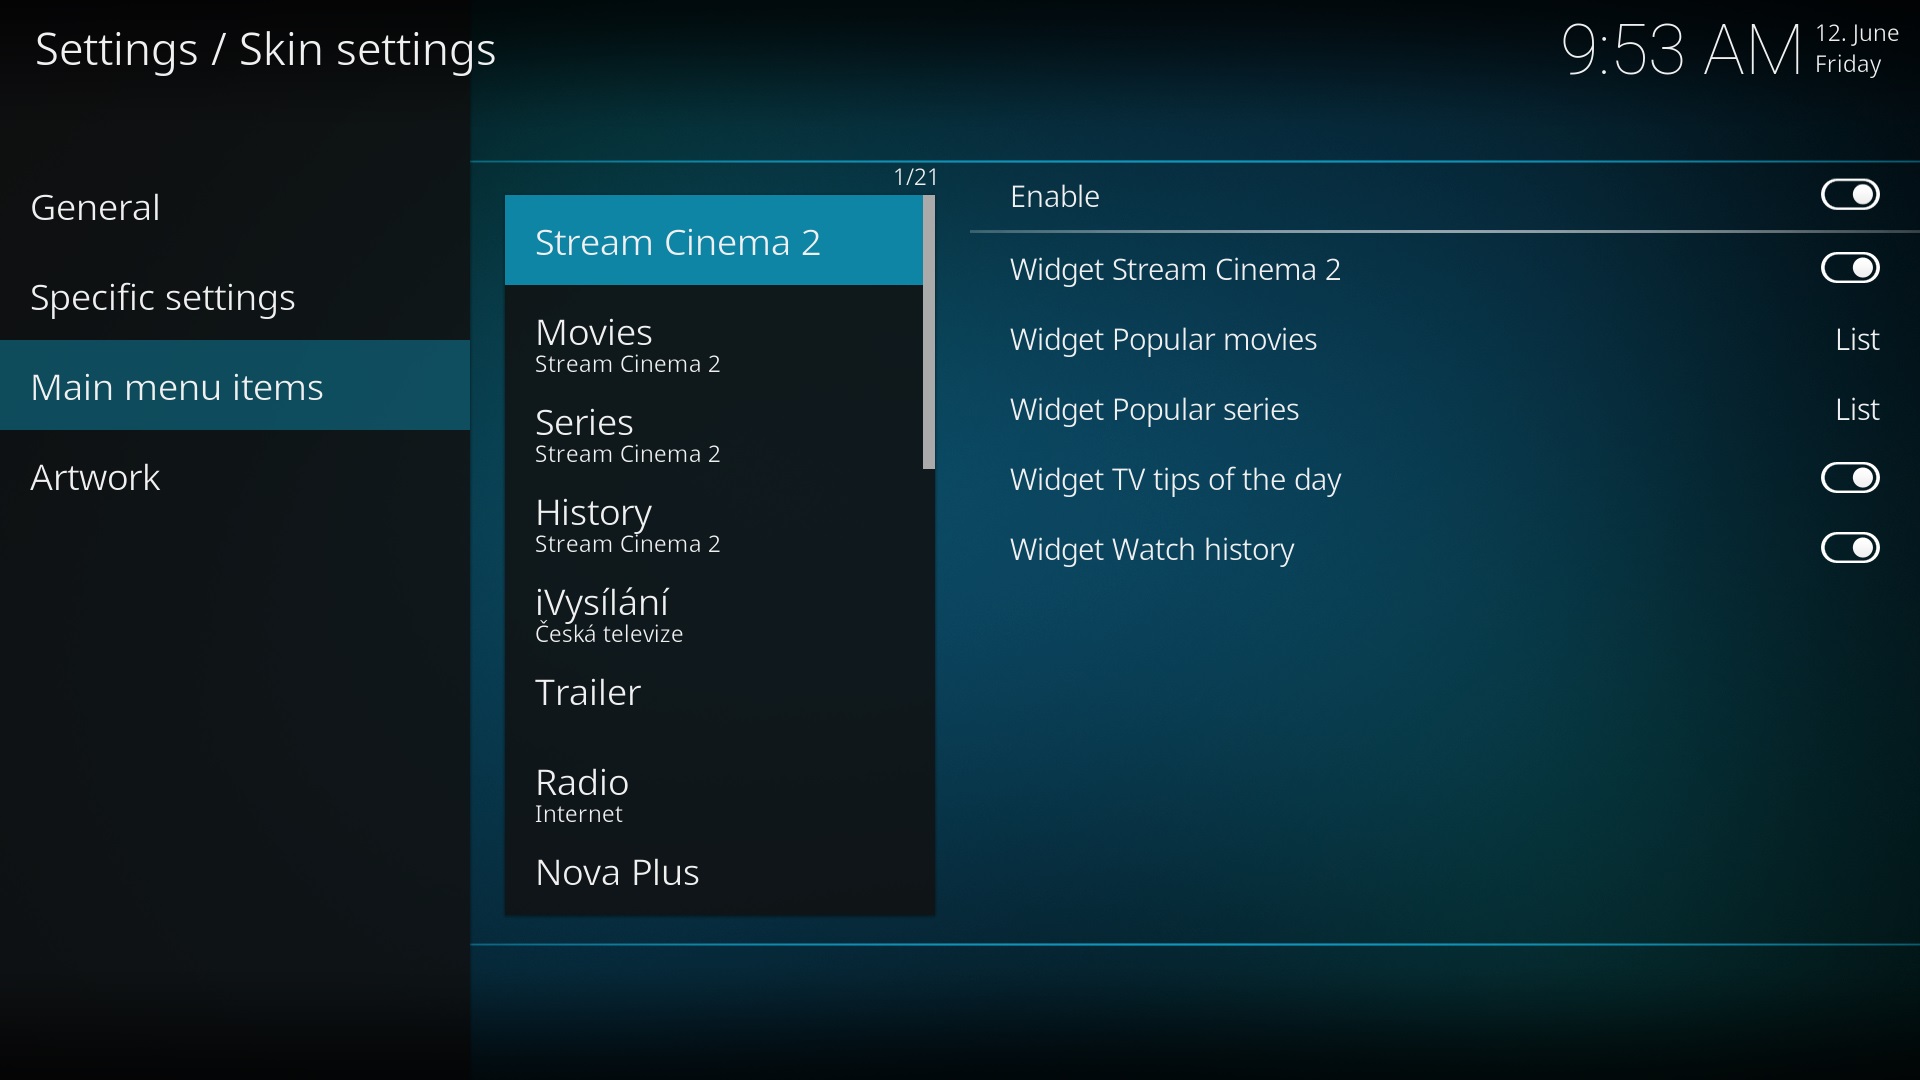 Settings / Skin settings
9:53 AM
12. June
Friday
General
Specific settings
Main menu items
Artwork
1/21
Stream Cinema 2
Movies
Stream Cinema 2
Series
Stream Cinema 2
History
Stream Cinema 2
iVysílání
Česká televize
Trailer
Radio
Internet
Nova Plus
Enable
Widget Stream Cinema 2
Widget Popular movies List
Widget Popular series List
Widget TV tips of the day
Widget Watch history